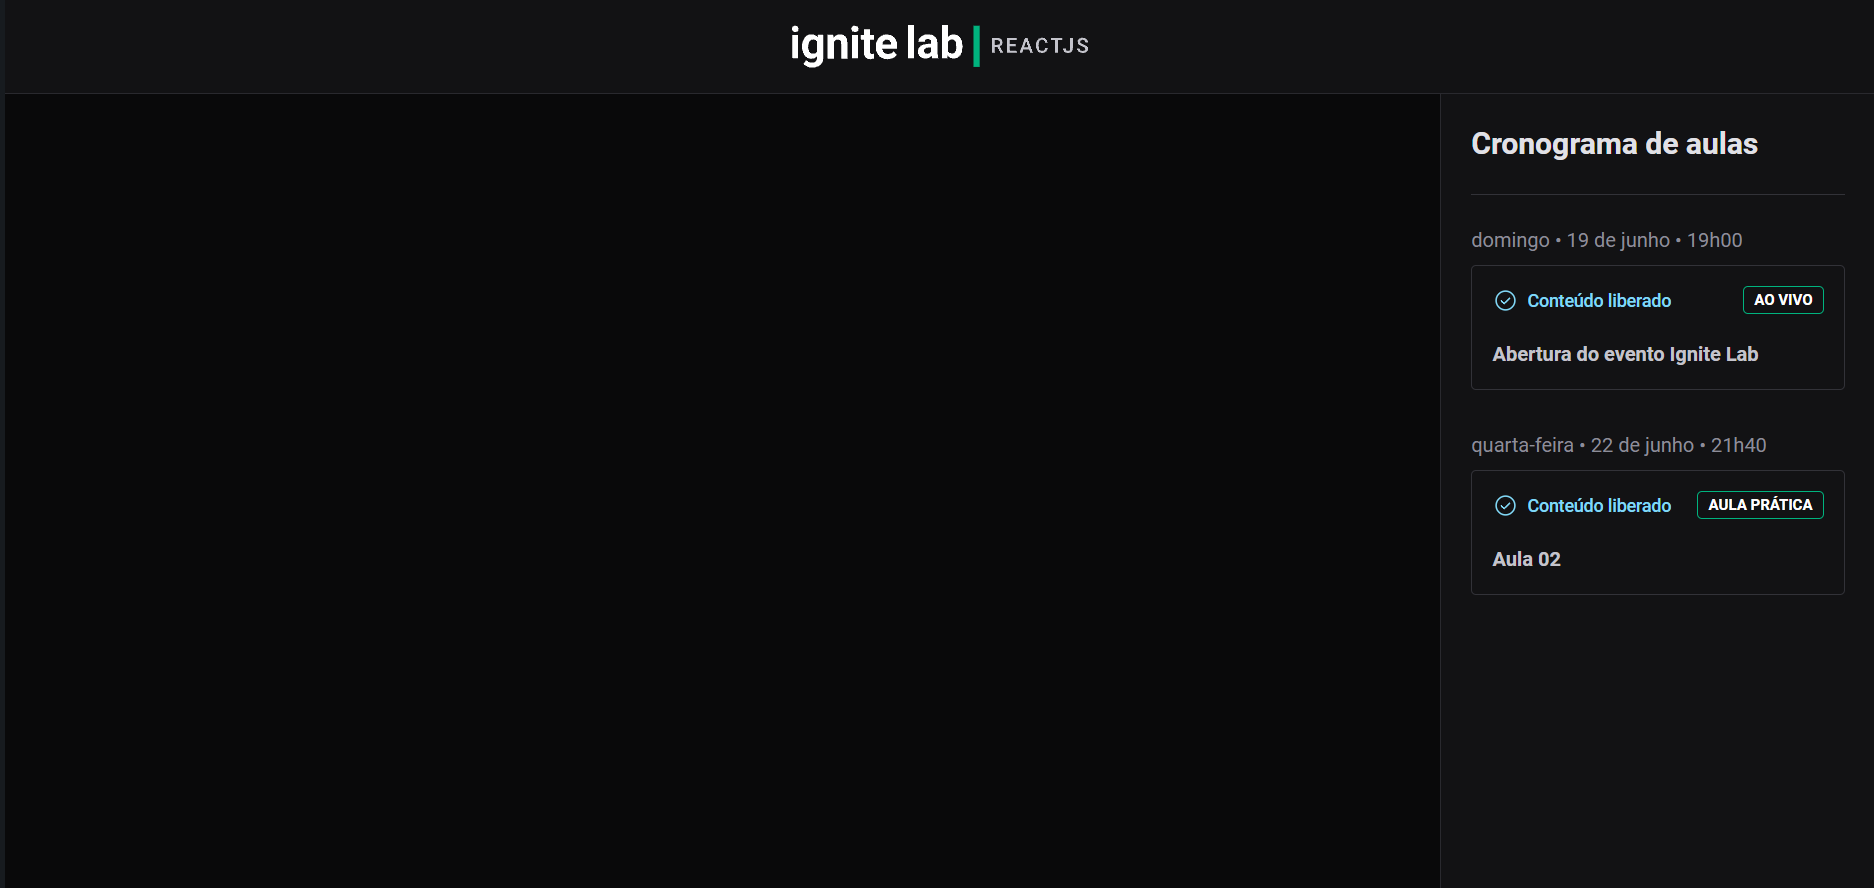 ignite lab REACTJS
Cronograma de aulas
domingo • 19 de junho • 19h00
Conteúdo liberado AO VIVO
Abertura do evento Ignite Lab
quarta-feira • 22 de junho • 21h40
Conteúdo liberado AULA PRÁTICA
Aula 02